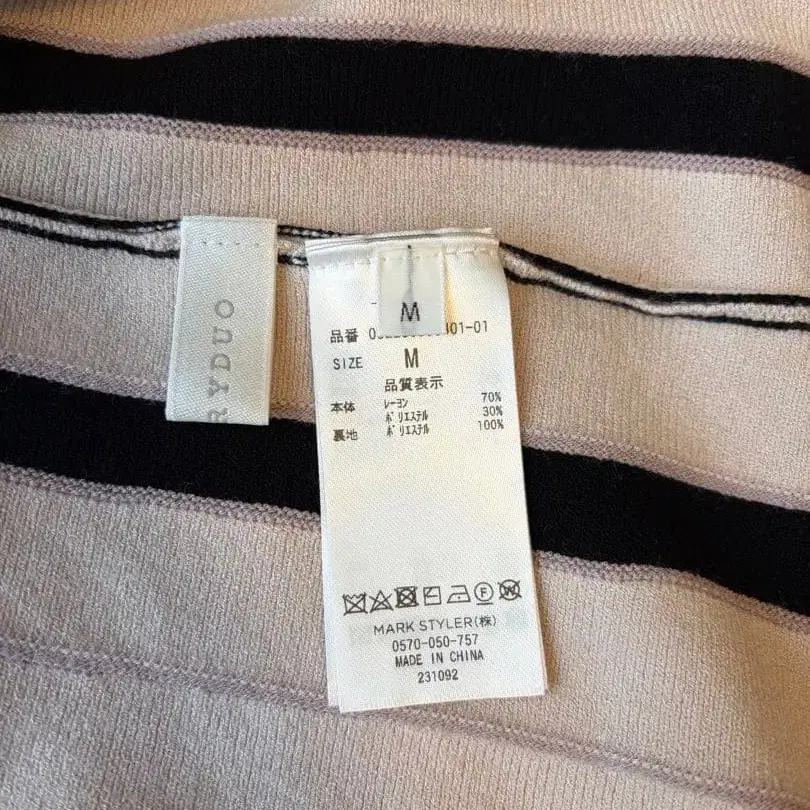 RYDUO
M
品番
01-01
SIZE M
品質表示
本体 レーヨン 70%
ポリエステル 30%
裏地 ポリエステル 100%
F
W
MARK STYLER(株)
0570-050-757
MADE IN CHINA
231092